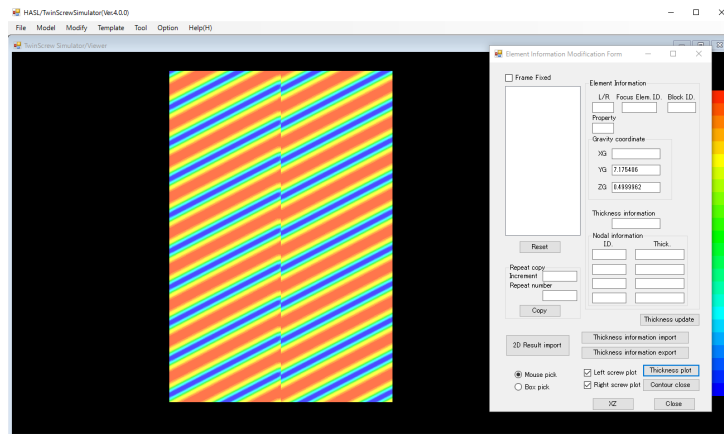 HASL/TwinScrewSimulator(Ver.4.0.0)
File Model Modify Template Tool Option Help(H)
TwinScrew Simulator/Viewer
Element Information Modification Form
Frame Fixed
Element Information
L/R Focus Elem. ID. Block ID.
Property
Gravity coordinate
XG
YG 7.175486
ZG 0.4999962
Thickness information
Nodal information
ID. Thick.
Reset
Repeat copy
Increment
Repeat number
Copy
Thickness update
2D Result import
Thickness information import
Thickness information export
Mouse pick
Box pick
Left screw plot
Thickness plot
Right screw plot
Contour close
XZ
Close